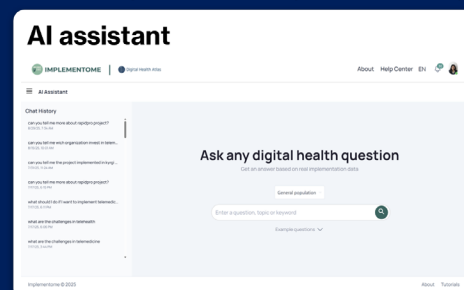 AI assistant
IMPLEMENTOME
Digital Health Atlas
About Help Center EN
AI Assistant
Chat History
can you tell me more about rapidpro project?
can you tell me wich organization invest in telem...
can you tell me the project implemented in kyrgi...
can you tell me more about rapidpro project?
what should I do if I want to implement telemedic...
what are the challenges in telehealth
what are the challenges in telemedicine
Ask any digital health question
Get an answer based on real implementation data
General population
Enter a question, topic or keyword
Example questions
Implementome © 2025
About Tutorials